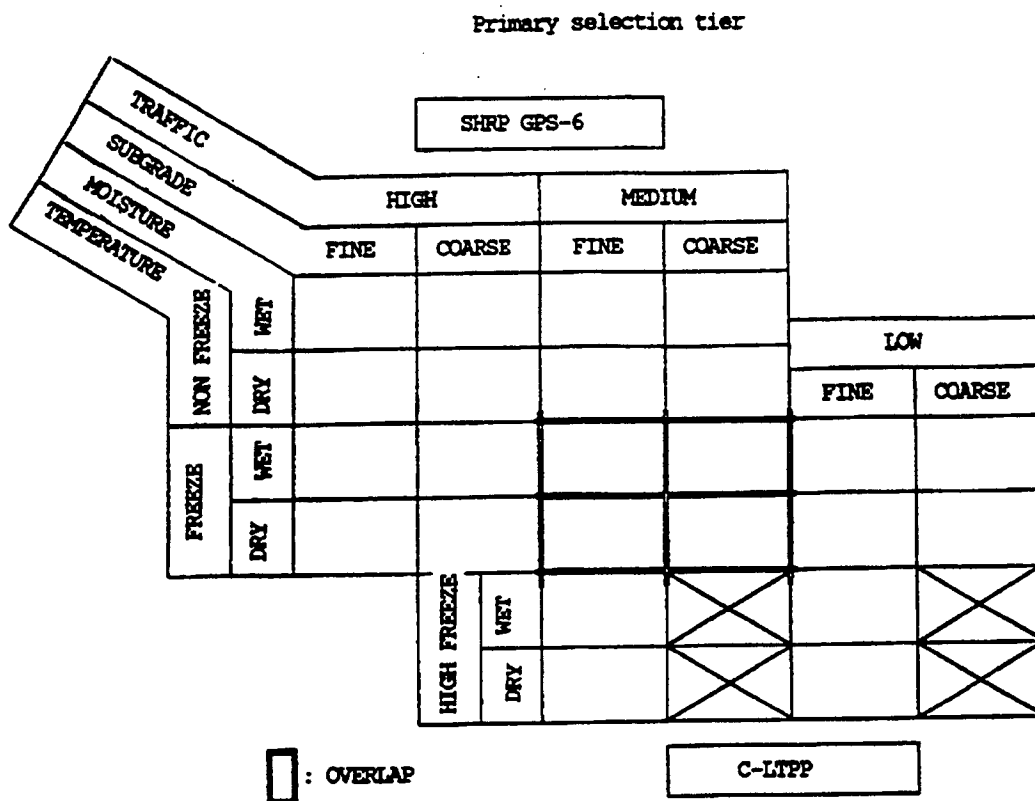 Primary selection tier
SHRP GPS-6
TRAFFIC
SUBGRADE
MOISTURE
TEMPERATURE
HIGH
MEDIUM
FINE
COARSE
FINE
COARSE
NON FREEZE
WET
DRY
LOW
FINE
COARSE
FREEZE
WET
DRY
HIGH FREEZE
WET
DRY
: OVERLAP
C-LTPP